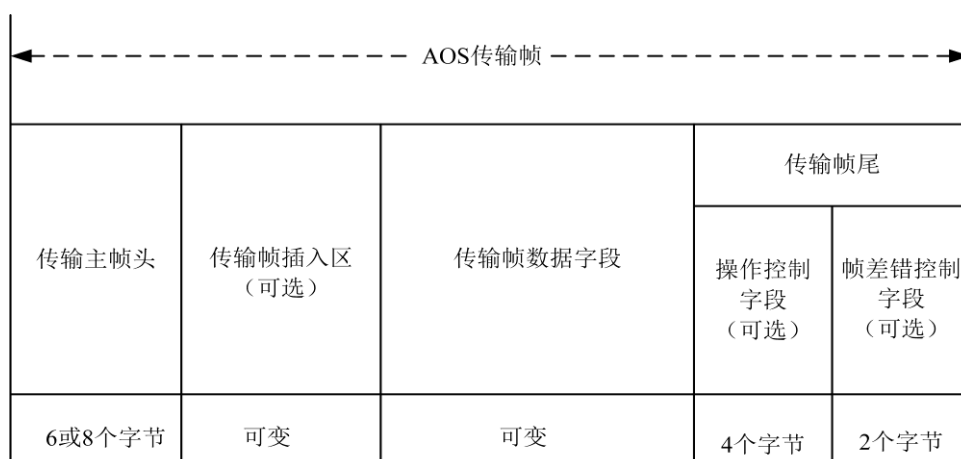 AOS传输帧
传输帧尾
传输主帧头
传输帧插入区
（可选）
传输帧数据字段
操作控制
字段
（可选）
帧差错控制
字段
（可选）
6或8个字节
可变
可变
4个字节
2个字节